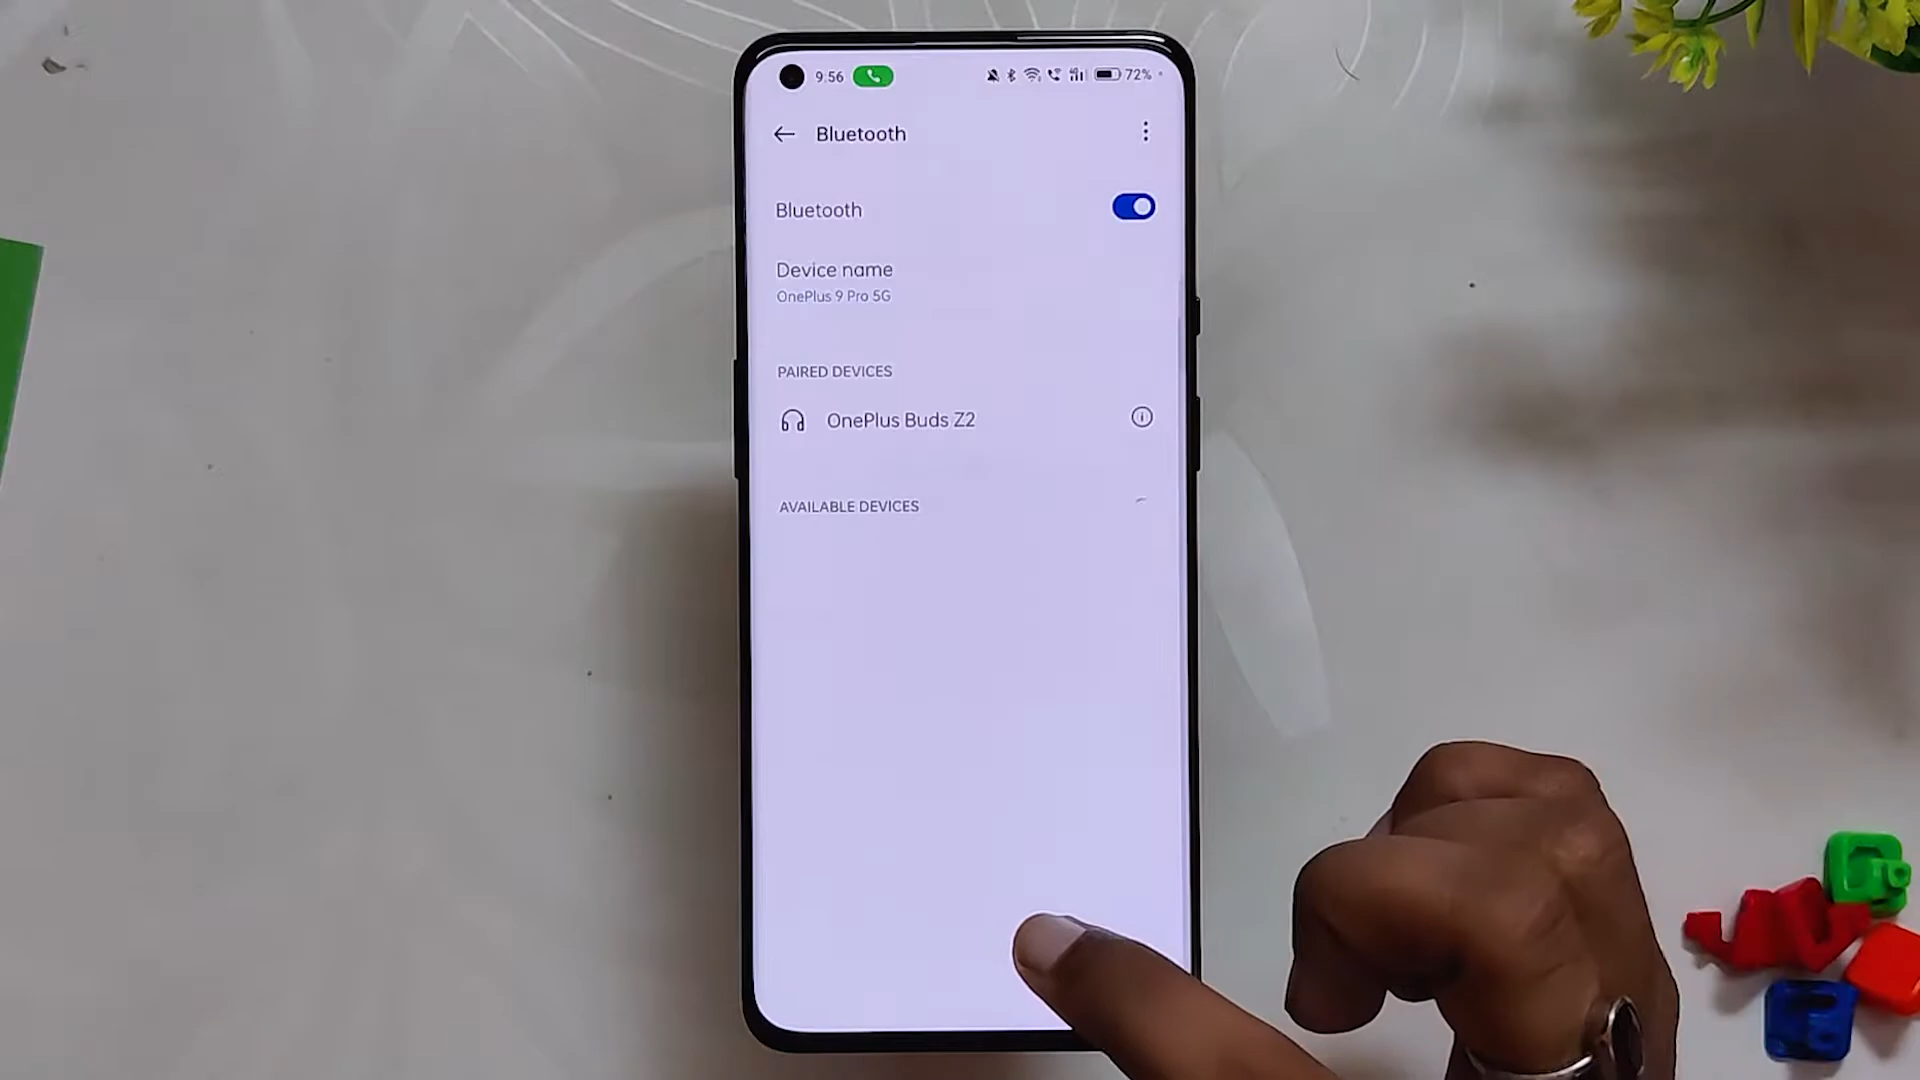 9:56 72%
Bluetooth
Bluetooth
Device name
OnePlus 9 Pro 5G
PAIRED DEVICES
OnePlus Buds Z2
AVAILABLE DEVICES